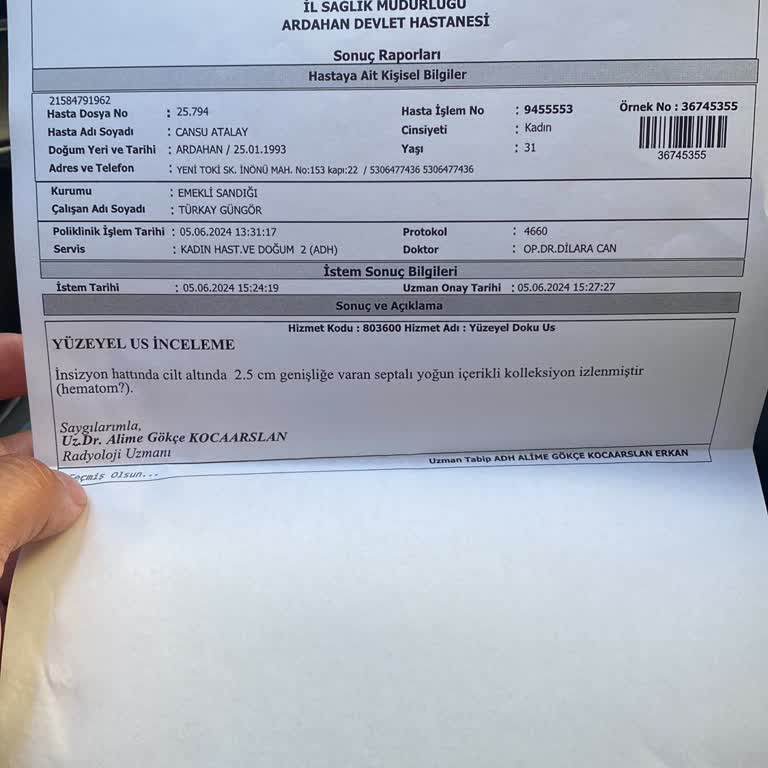 İL SAĞLIK MÜDÜRLÜĞÜ
ARDAHAN DEVLET HASTANESİ
Sonuç Raporları
Hastaya Ait Kişisel Bilgiler
21584791962
Hasta Dosya No : 25.794 Hasta İşlem No : 9455553 Örnek No : 36745355
Hasta Adı Soyadı : CANSU ATALAY Cinsiyeti : Kadın
Doğum Yeri ve Tarihi : ARDAHAN / 25.01.1993 Yaşı : 31 36745355
Adres ve Telefon : YENİ TOKİ SK. İNÖNÜ MAH. No:153 kapı:22 / 5306477436 5306477436
Kurumu : EMEKLİ SANDIĞI
Çalışan Adı Soyadı : TÜRKAY GÜNGÖR
Poliklinik İşlem Tarihi : 05.06.2024 13:31:17 Protokol : 4660
Servis : KADIN HAST.VE DOĞUM 2 (ADH) Doktor : OP.DR.DİLARA CAN
İstem Sonuç Bilgileri
İstem Tarihi : 05.06.2024 15:24:19 Uzman Onay Tarihi : 05.06.2024 15:27:27
Sonuç ve Açıklama
Hizmet Kodu : 803600 Hizmet Adı : Yüzeyel Doku Us
YÜZEYEL US İNCELEME
İnsizyon hattında cilt altında 2.5 cm genişliğe varan septalı yoğun içerikli kolleksiyon izlenmiştir
(hematom?).
Saygılarımla,
Uz.Dr. Alime Gökçe KOCAARSLAN
Radyoloji Uzmanı
Uzman Tabip ADH ALİME GÖKÇE KOCAARSLAN ERKAN
Olsun...